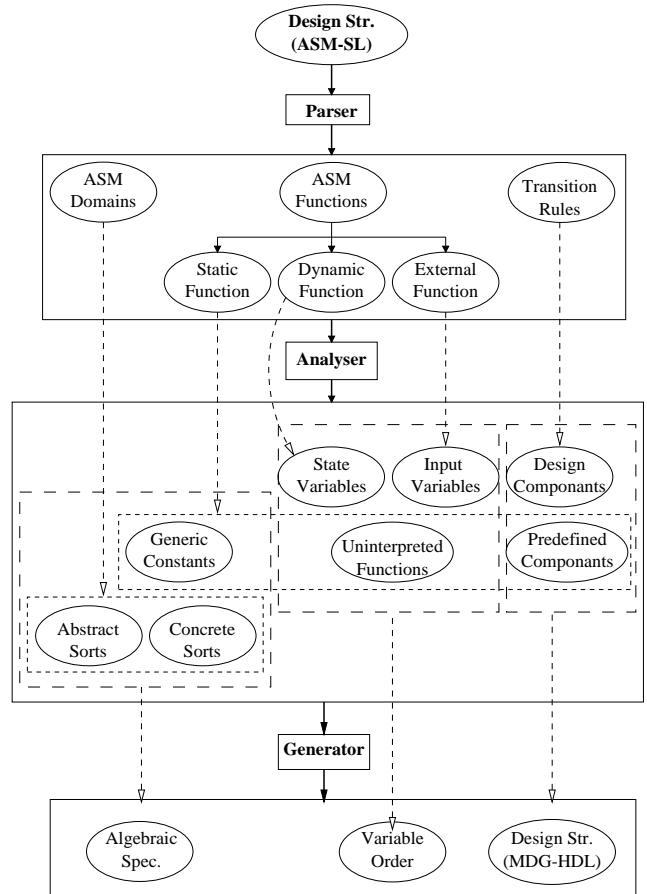 Design Str.
(ASM-SL)
Parser
ASM
Domains
ASM
Functions
Transition
Rules
Static
Function
Dynamic
Function
External
Function
Analyser
State
Variables
Input
Variables
Design
Componants
Generic
Constants
Uninterpreted
Functions
Predefined
Componants
Abstract
Sorts
Concrete
Sorts
Generator
Algebraic
Spec.
Variable
Order
Design Str.
(MDG-HDL)